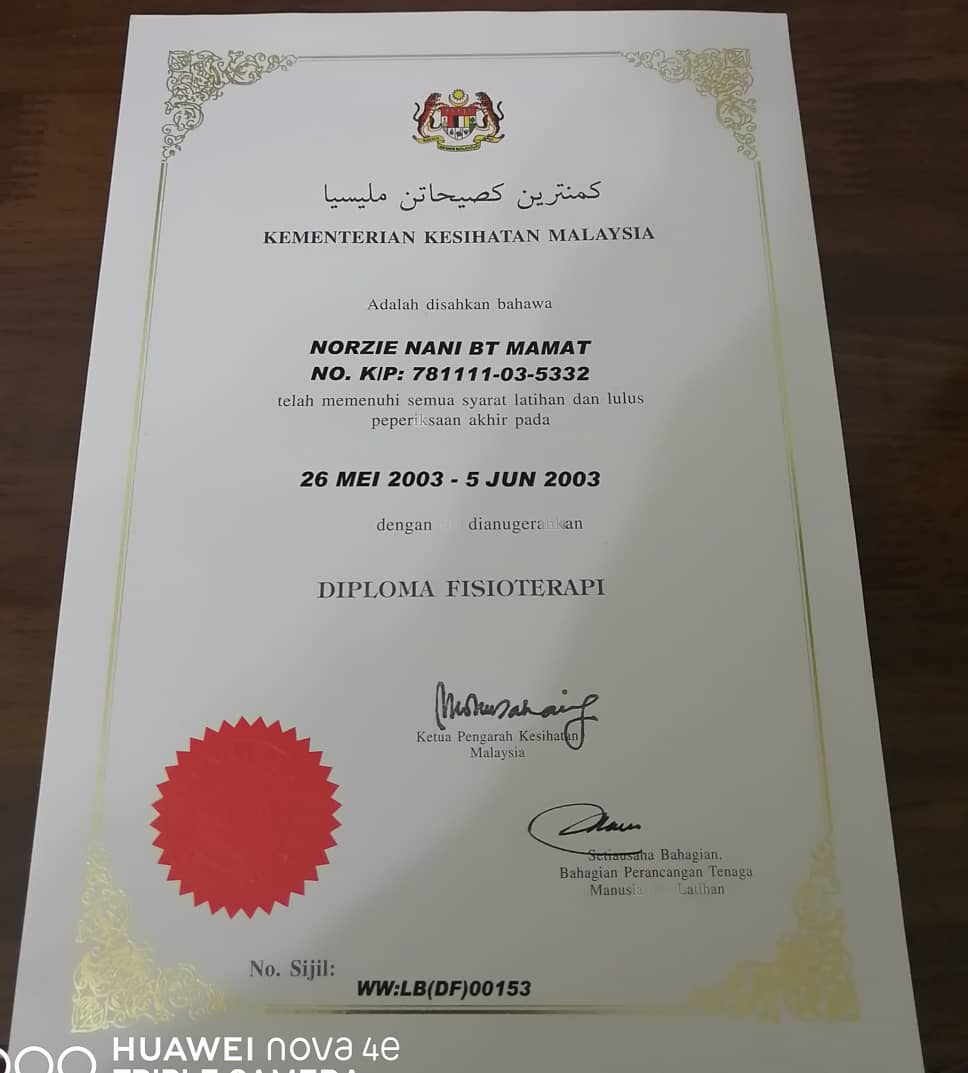 كمنترين كصيحاتن مليسيا
KEMENTERIAN KESIHATAN MALAYSIA
Adalah disahkan bahawa
NORZIE NANI BT MAMAT
NO. K/P: 781111-03-5332
telah memenuhi semua syarat latihan dan lulus
peperiksaan akhir pada
26 MEI 2003 - 5 JUN 2003
dengan dianugerahkan
DIPLOMA FISIOTERAPI
Ketua Pengarah Kesihatan
Malaysia
Setiausaha Bahagian.
Bahagian Perancangan Tenaga
Manusia Latihan
No. Sijil:
WW:LB(DF)00153
HUAWEI nova 4e
TRIPLE CAMERA